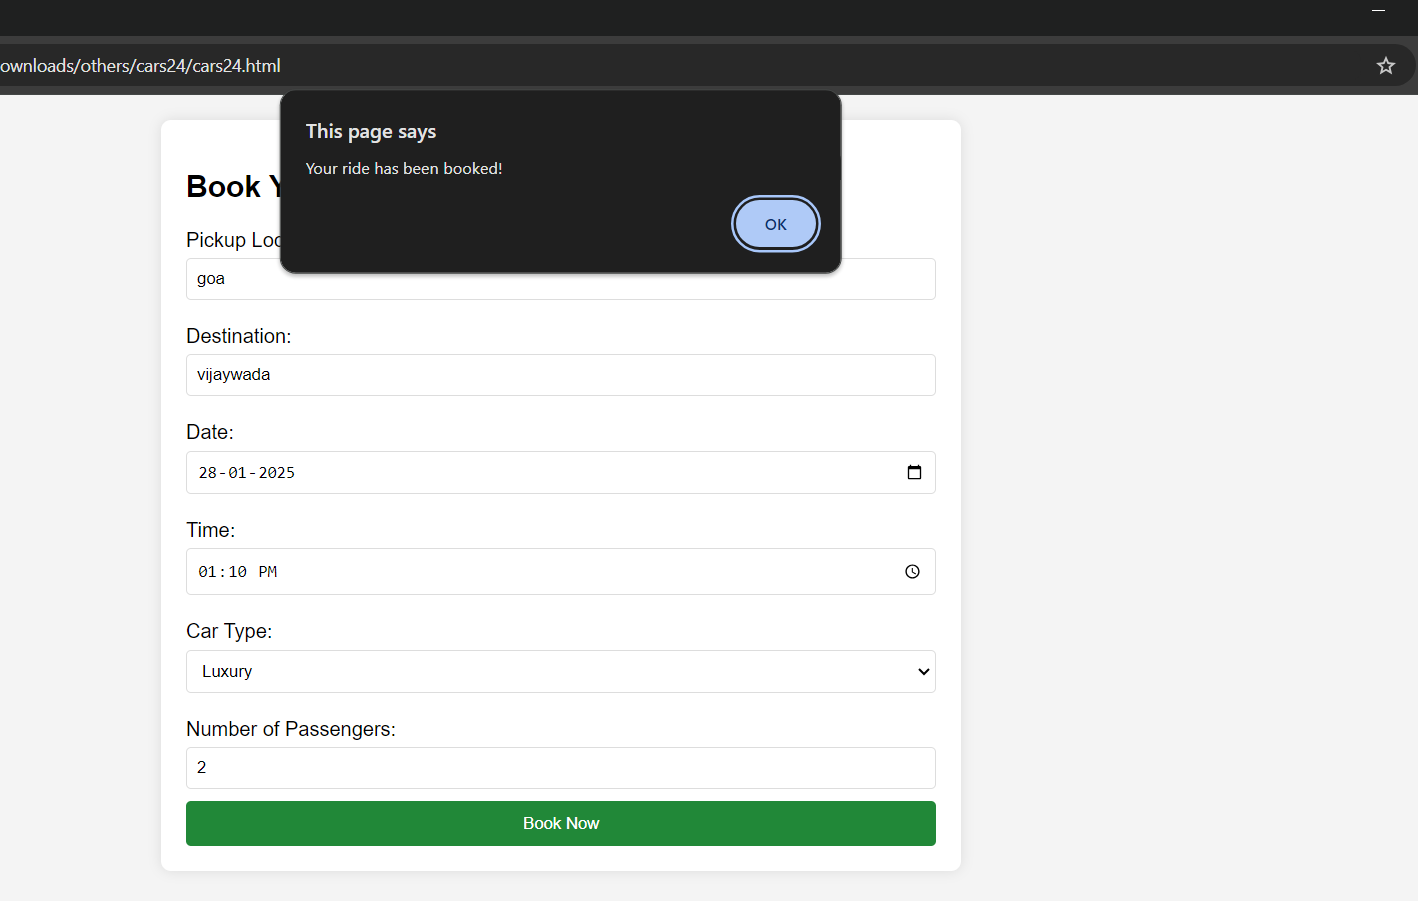 ownloads/others/cars24/cars24.html
This page says
Your ride has been booked!
OK
Book Y
Pickup Loc
goa
Destination:
vijaywada
Date:
28-01-2025
Time:
01:10 PM
Car Type:
Luxury
Number of Passengers:
2
Book Now